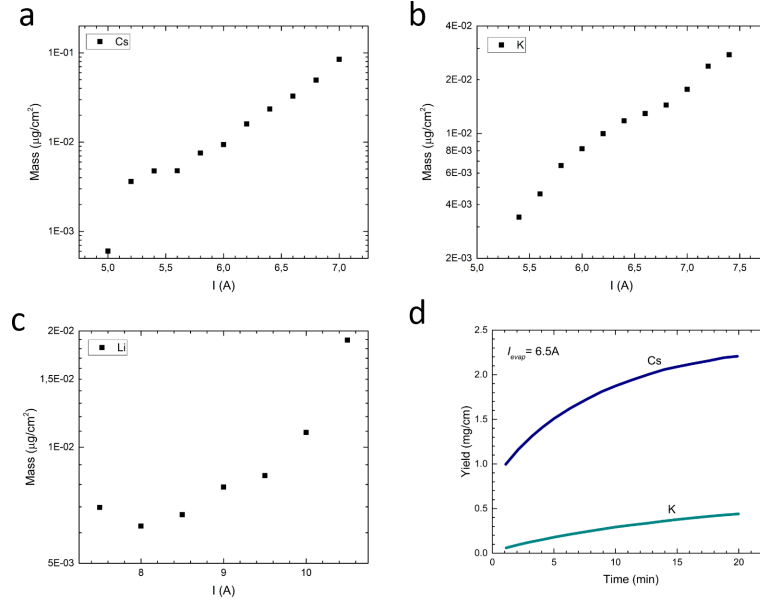 a
Cs
1E-01
1E-02
1E-03
Mass (μg/cm²)
5,0 5,5 6,0 6,5 7,0
I (A)
b
K
4E-02
2E-02
1E-02
8E-03
6E-03
4E-03
2E-03
Mass (μg/cm²)
5,0 5,5 6,0 6,5 7,0 7,5
I (A)
c
Li
2E-02
1,5E-02
1E-02
5E-03
Mass (μg/cm²)
8 9 10
I (A)
d
I evap = 6.5A
Cs
K
2.5
2.0
1.5
1.0
0.5
0.0
Yield (mg/cm)
0 5 10 15 20
Time (min)